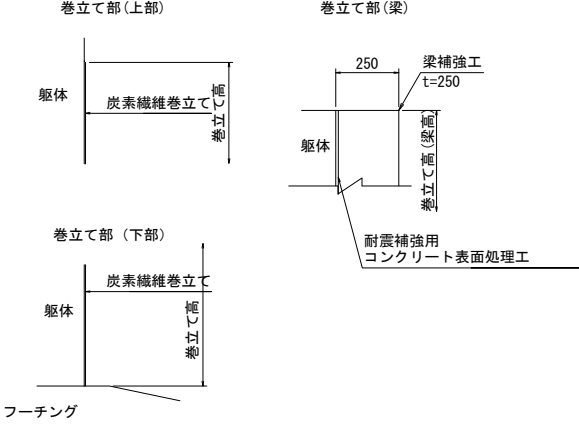 巻立て部(上部)
躯体
炭素繊維巻立て
巻立て高
巻立て部(梁)
250
梁補強工
t=250
躯体
巻立て高(梁高)
耐震補強用
コンクリート表面処理工
巻立て部（下部）
炭素繊維巻立て
躯体
巻立て高
フーチング